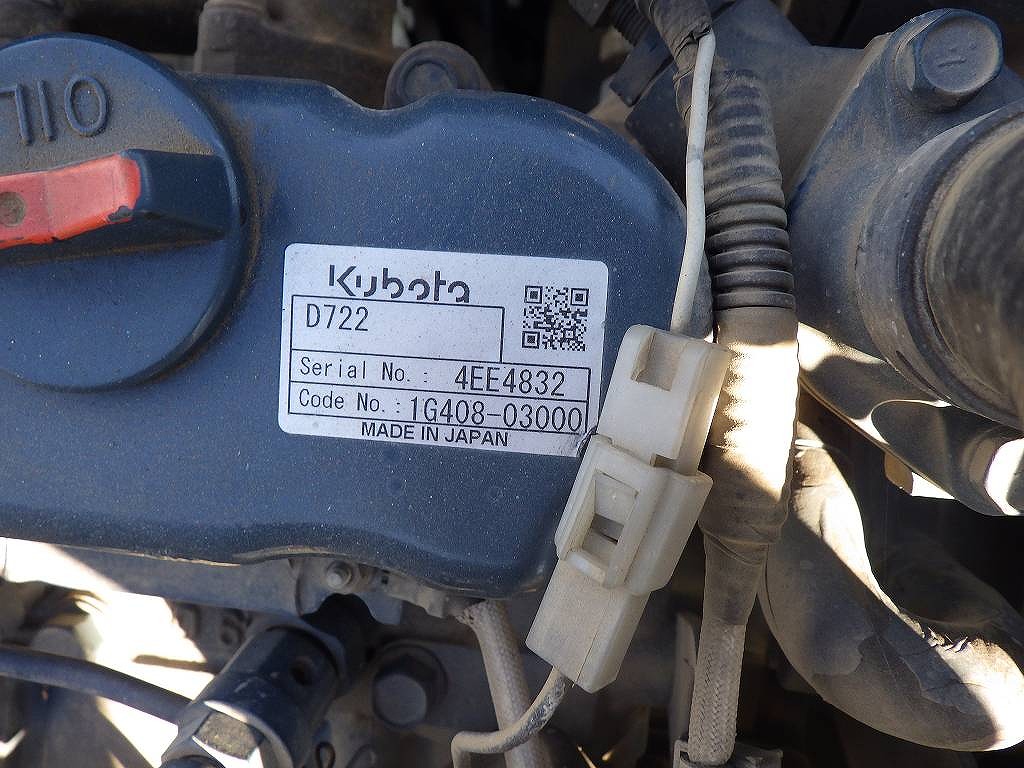 OIL
Kubota
D722
Serial No.: 4EE4832
Code No.: 1G408-03000
MADE IN JAPAN